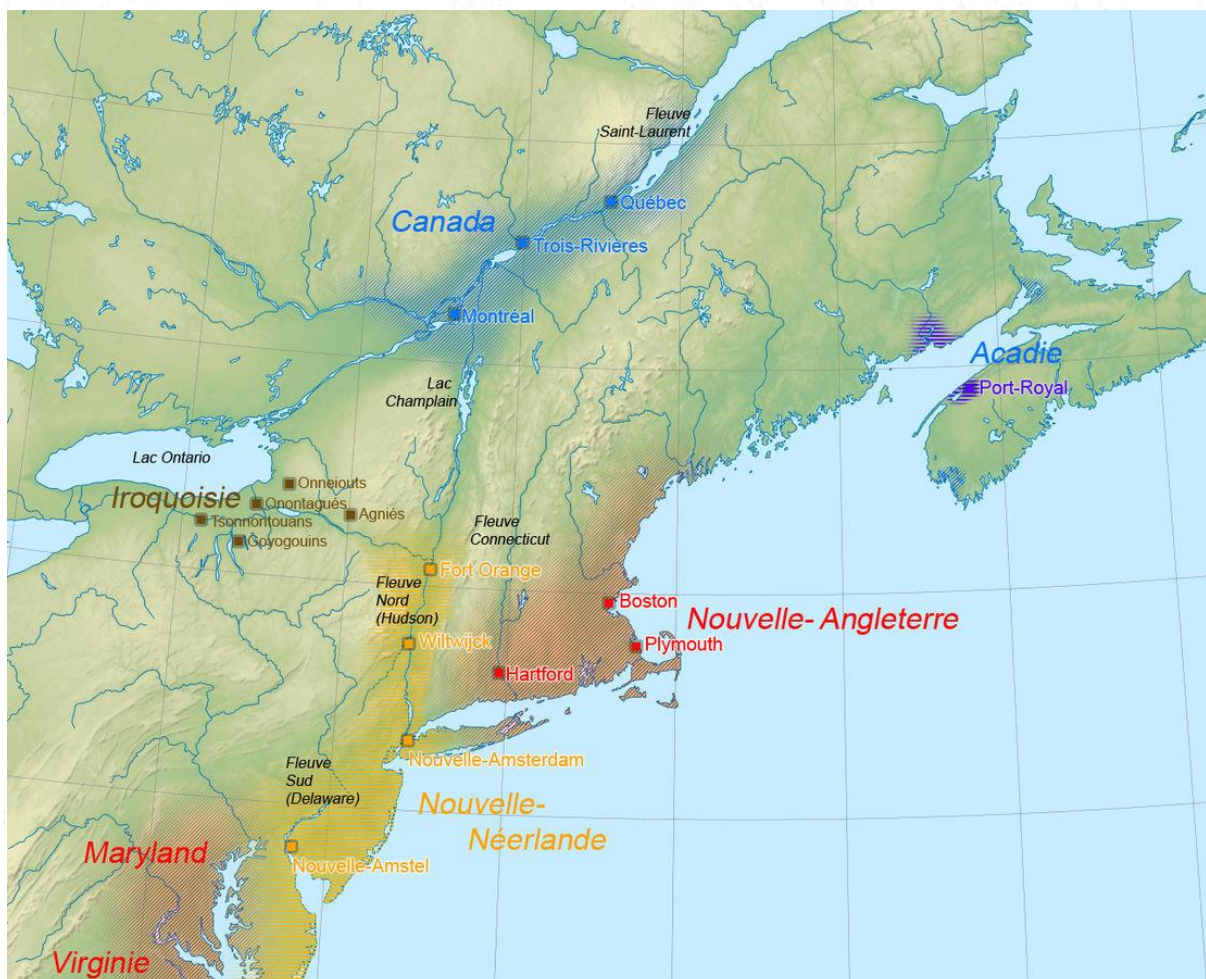 Fleuve
Saint-Laurent
Québec
Canada
Trois-Rivières
Montréal
Acadie
Port-Royal
Lac
Champlain
Lac Ontario
Onneiouts
Iroquoisie
Onontagués
Agniés
Tsonnontouans
Goyogouins
Fleuve
Connecticut
Fort Orange
Fleuve
Nord
(Hudson)
Boston
Nouvelle- Angleterre
Wiltwijck
Plymouth
Hartford
Nouvelle-Amsterdam
Fleuve
Sud
(Delaware)
Nouvelle-
Néerlande
Maryland
Nouvelle-Amstel
Virginie